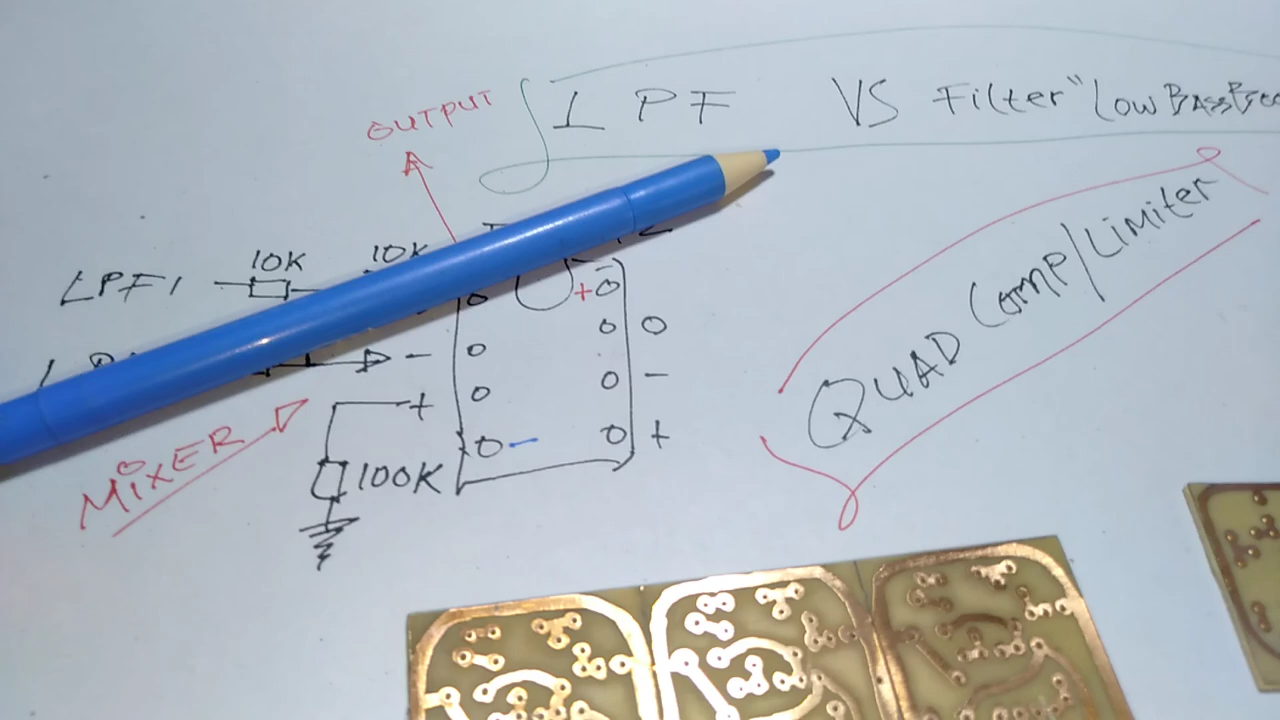 LPF VS Filter "Low Bass
OUTPUT
QUAD COMP/LIMITER
10K 10K
LPF1
+
O
-
-
+
- +
100K
MiXER